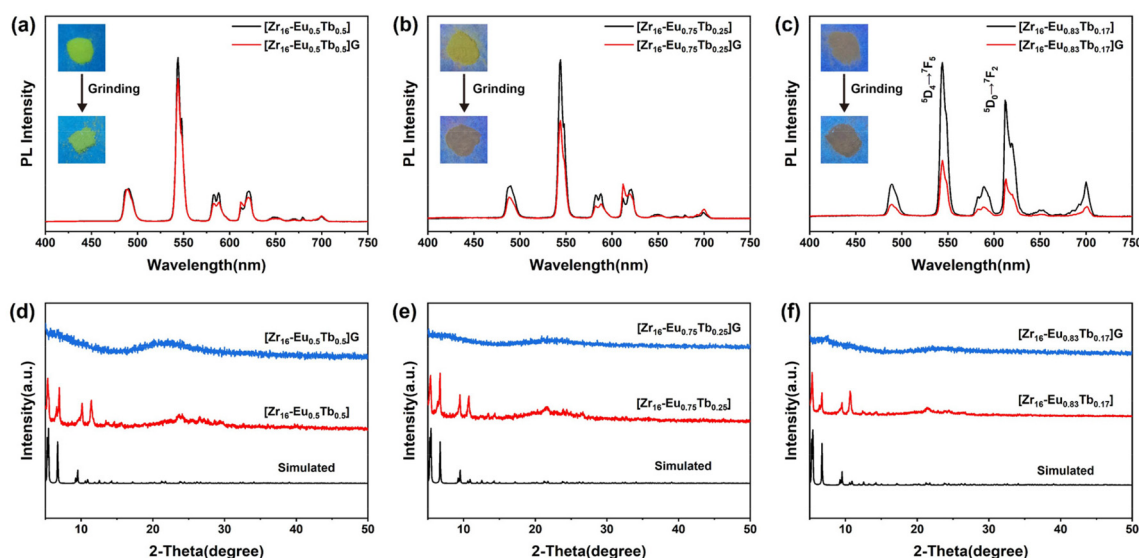 (a)
[Zr₁₆-Eu₀.₅Tb₀.₅]
[Zr₁₆-Eu₀.₅Tb₀.₅]G
Grinding
PL Intensity
400 450 500 550 600 650 700 750
Wavelength(nm)
(b)
[Zr₁₆-Eu₀.₇₅Tb₀.₂₅]
[Zr₁₆-Eu₀.₇₅Tb₀.₂₅]G
Grinding
PL Intensity
400 450 500 550 600 650 700 750
Wavelength(nm)
(c)
[Zr₁₆-Eu₀.₈₃Tb₀.₁₇]
[Zr₁₆-Eu₀.₈₃Tb₀.₁₇]G
⁵D₄→⁷F₅
⁵D₀→⁷F₂
Grinding
PL Intensity
400 450 500 550 600 650 700 750
Wavelength(nm)
(d)
[Zr₁₆-Eu₀.₅Tb₀.₅]G
[Zr₁₆-Eu₀.₅Tb₀.₅]
Simulated
Intensity(a.u.)
10 20 30 40 50
2-Theta(degree)
(e)
[Zr₁₆-Eu₀.₇₅Tb₀.₂₅]G
[Zr₁₆-Eu₀.₇₅Tb₀.₂₅]
Simulated
Intensity(a.u.)
10 20 30 40 50
2-Theta(degree)
(f)
[Zr₁₆-Eu₀.₈₃Tb₀.₁₇]G
[Zr₁₆-Eu₀.₈₃Tb₀.₁₇]
Simulated
Intensity(a.u.)
10 20 30 40 50
2-Theta(degree)